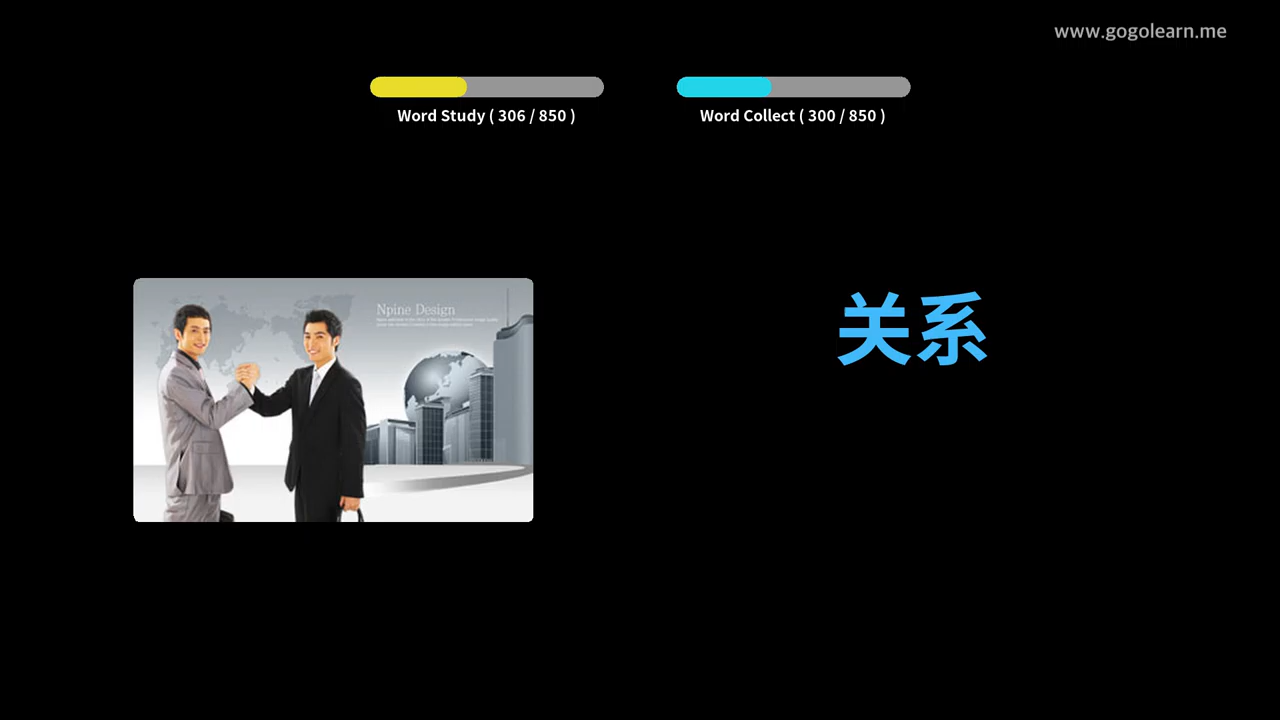 www.gogolearn.me
Word Study ( 306 / 850 )
Word Collect ( 300 / 850 )
Npine Design
关系